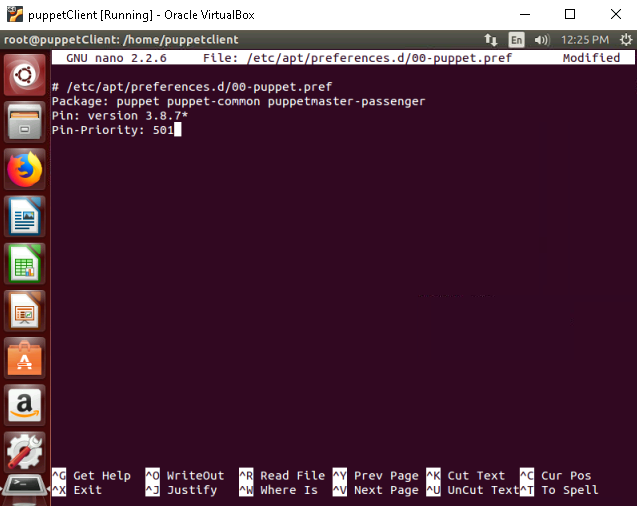 puppetClient [Running] - Oracle VirtualBox
root@puppetClient: /home/puppetclient En 12:25 PM
GNU nano 2.2.6 File: /etc/apt/preferences.d/00-puppet.pref Modified
# /etc/apt/preferences.d/00-puppet.pref
Package: puppet puppet-common puppetmaster-passenger
Pin: version 3.8.7*
Pin-Priority: 501
^G Get Help ^O WriteOut ^R Read File ^Y Prev Page ^K Cut Text ^C Cur Pos
^X Exit ^J Justify ^W Where Is ^V Next Page ^U UnCut Text ^T To Spell